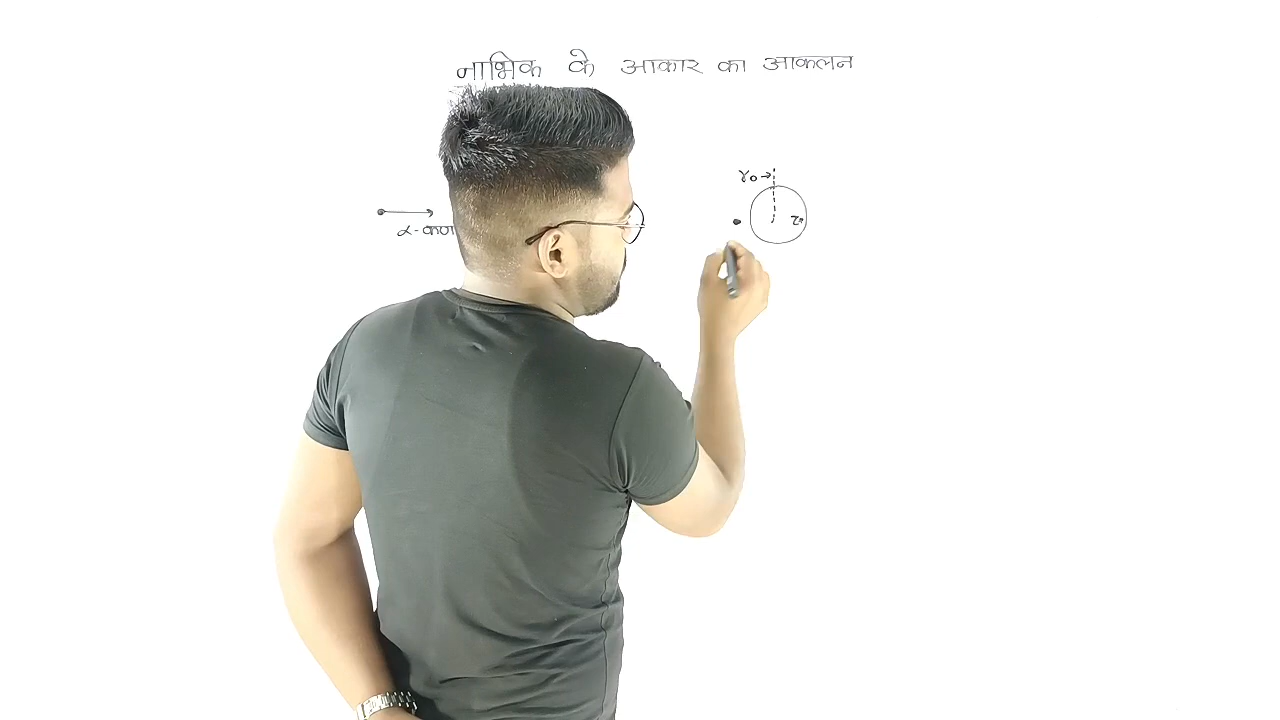 नाभिक के आकार का आकलन
r₀→
α-कण